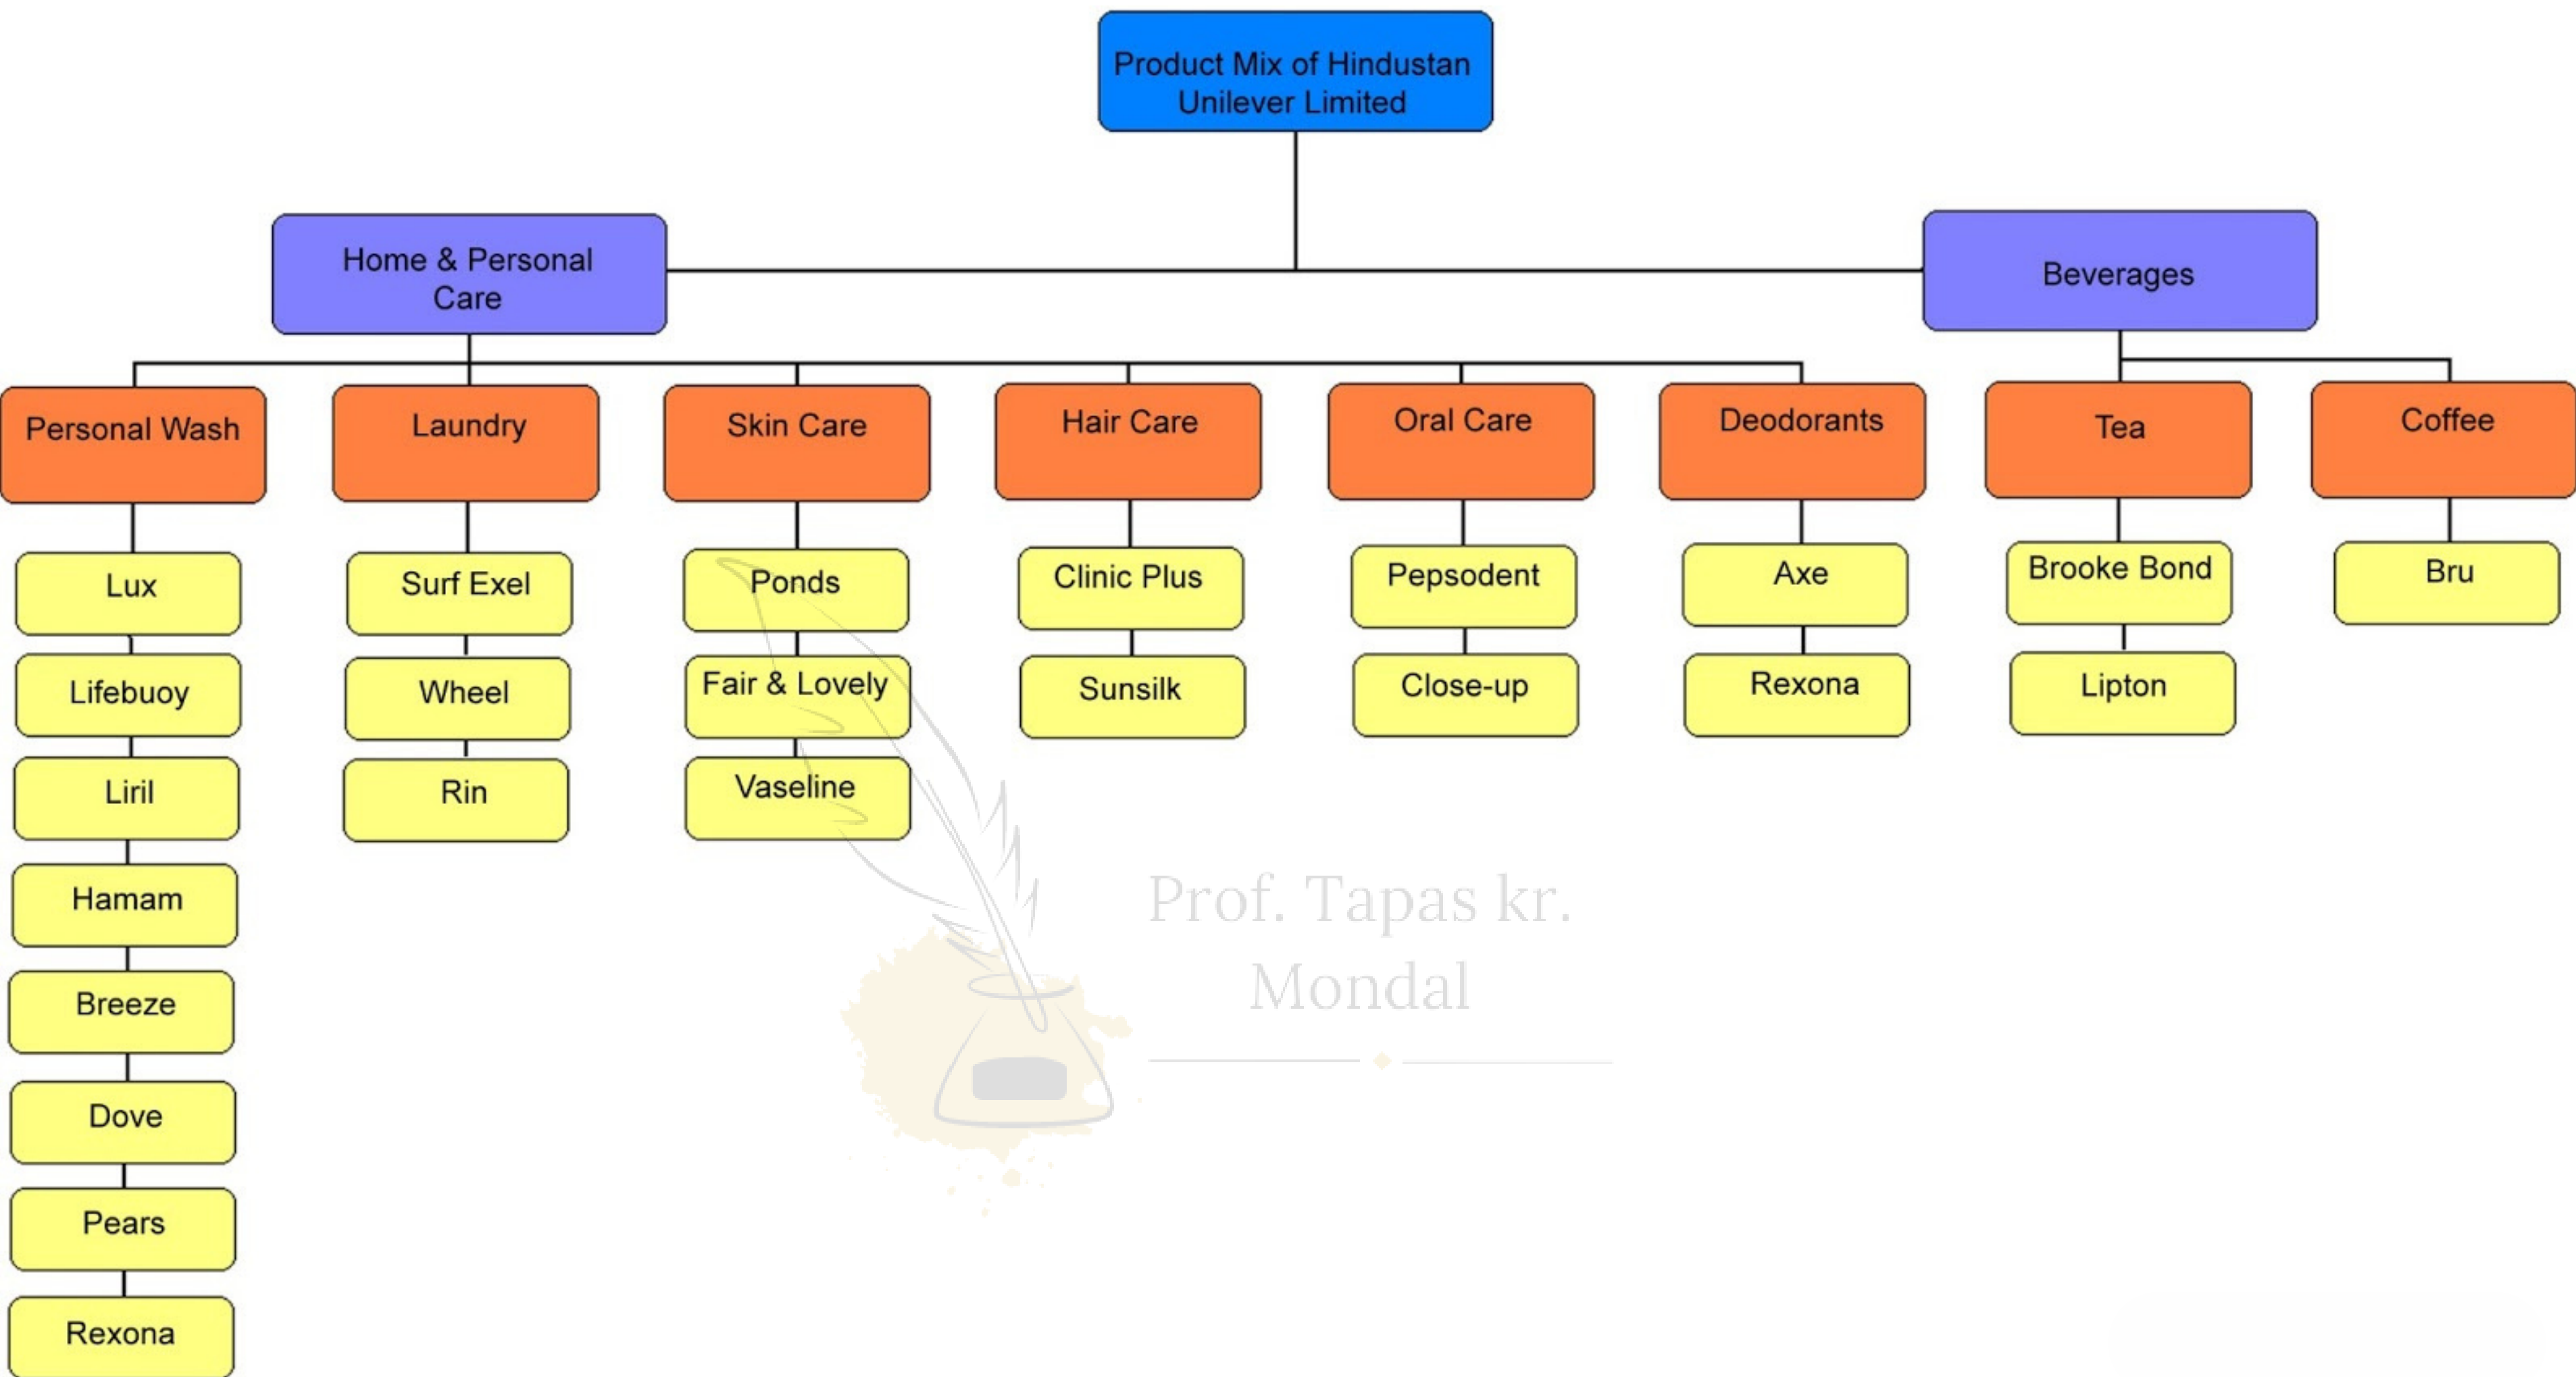 Product Mix of Hindustan
Unilever Limited
Home & Personal
Care
Beverages
Personal Wash
Laundry
Skin Care
Hair Care
Oral Care
Deodorants
Tea
Coffee
Lux
Lifebuoy
Liril
Hamam
Breeze
Dove
Pears
Rexona
Surf Exel
Wheel
Rin
Ponds
Fair & Lovely
Vaseline
Clinic Plus
Sunsilk
Pepsodent
Close-up
Axe
Rexona
Brooke Bond
Lipton
Bru
Prof. Tapas kr.
Mondal